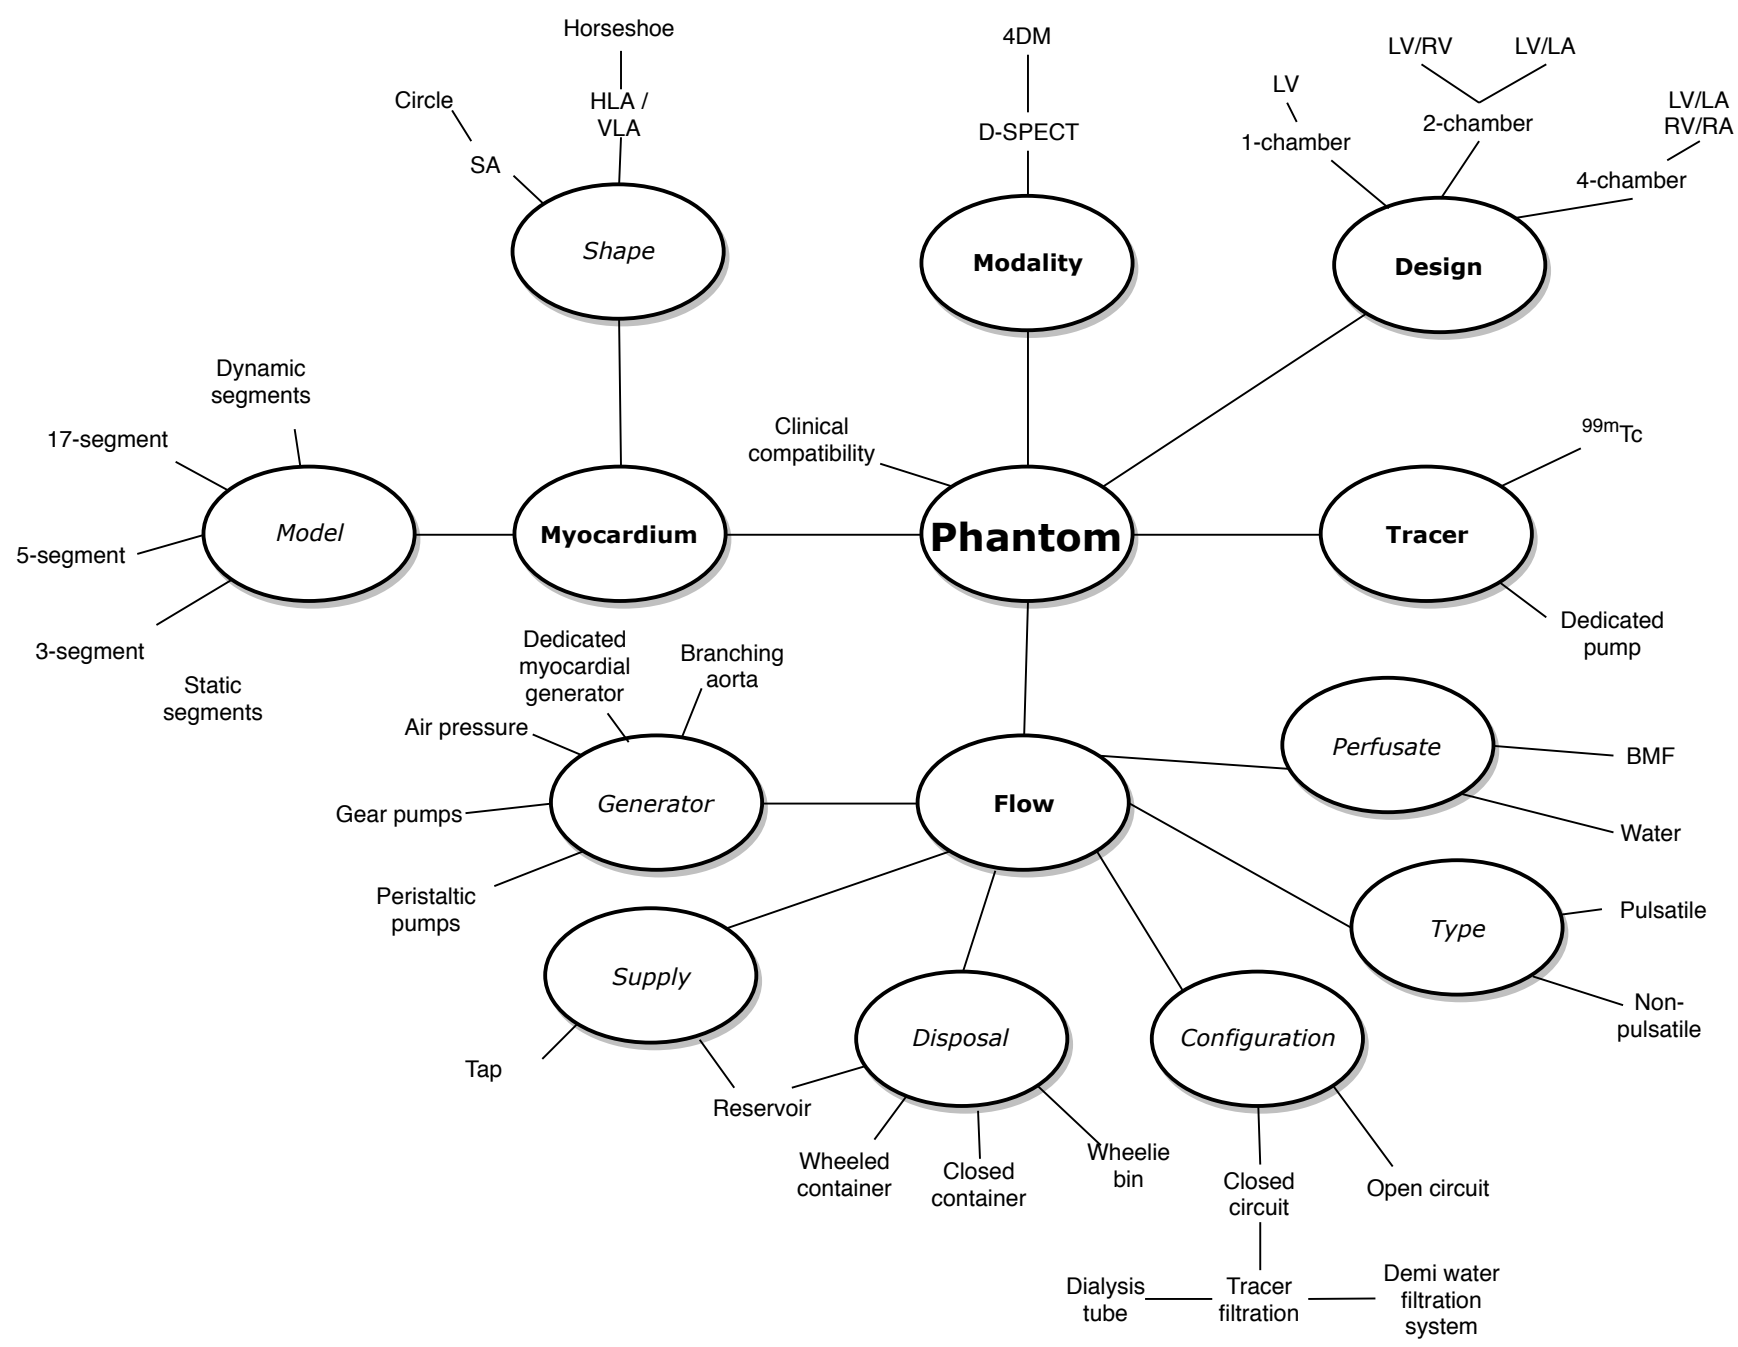 Horseshoe
HLA /
VLA
Circle
SA
Shape
4DM
D-SPECT
Modality
LV/RV
LV/LA
LV
2-chamber
1-chamber
LV/LA
RV/RA
4-chamber
Design
Dynamic
segments
17-segment
5-segment
3-segment
Static
segments
Model
Myocardium
Clinical
compatibility
Phantom
Tracer
99mTc
Dedicated
pump
Dedicated
myocardial
generator
Branching
aorta
Air pressure
Gear pumps
Peristaltic
pumps
Generator
Flow
Perfusate
BMF
Water
Type
Pulsatile
Non-
pulsatile
Supply
Tap
Reservoir
Disposal
Wheeled
container
Closed
container
Wheelie
bin
Configuration
Closed
circuit
Open circuit
Dialysis
tube
Tracer
filtration
Demi water
filtration
system